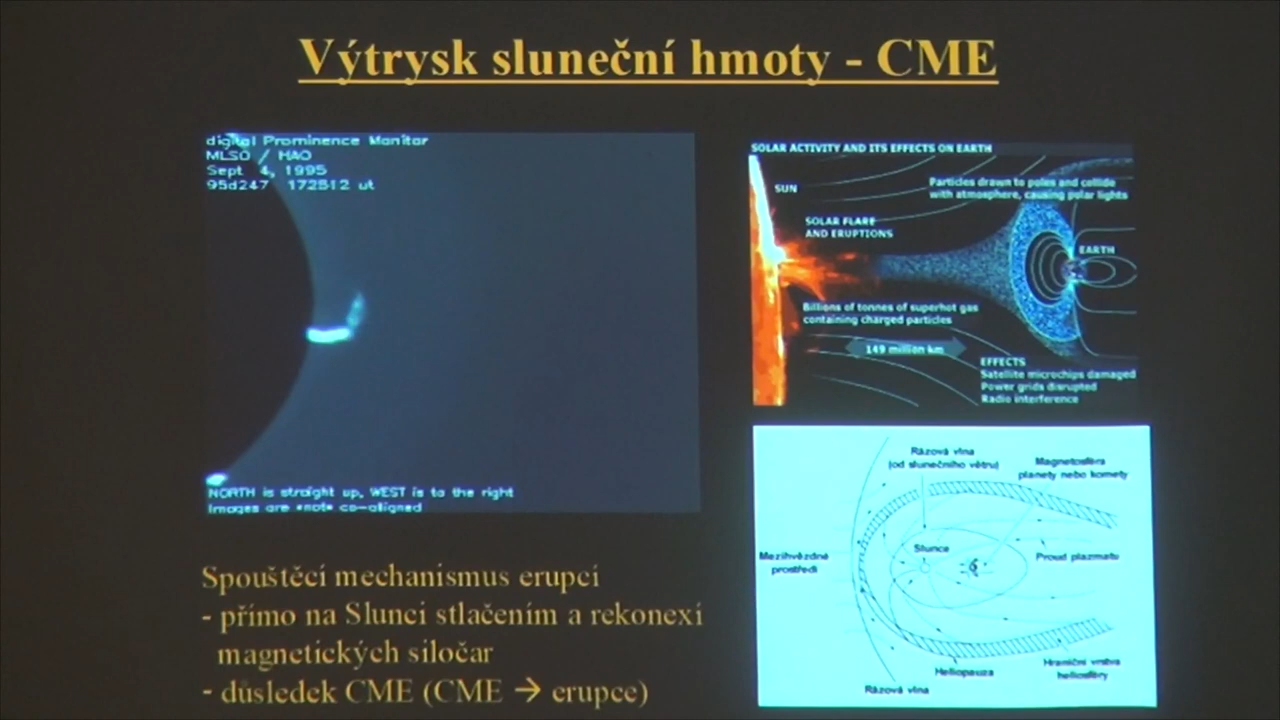 Výtrysk sluneční hmoty - CME
digital Prominence Monitor
MLSO / HAO
Sept 4, 1995
95d247 172512 ut
NORTH is straight up, WEST is to the right
Images are *not* co-aligned
SOLAR ACTIVITY AND ITS EFFECTS ON EARTH
SUN
Particles drawn to poles and collide
with atmosphere, causing polar lights
SOLAR FLARE
AND ERUPTIONS
EARTH
Billions of tonnes of superhot gas
containing charged particles
149 million km
EFFECTS
Satellite microchips damaged
Power grids disrupted
Radio interference
Rázová vlna
(od slunečního větru)
Magnetosféra
planety nebo komety
Slunce
Mezihvězdné
prostředí
Proud plazmatu
Heliopauza
Hraniční vrstva
heliosféry
Rázová vlna
Spouštěcí mechanismus erupcí
- přímo na Slunci stlačením a rekonexí
magnetických siločar
- důsledek CME (CME → erupce)